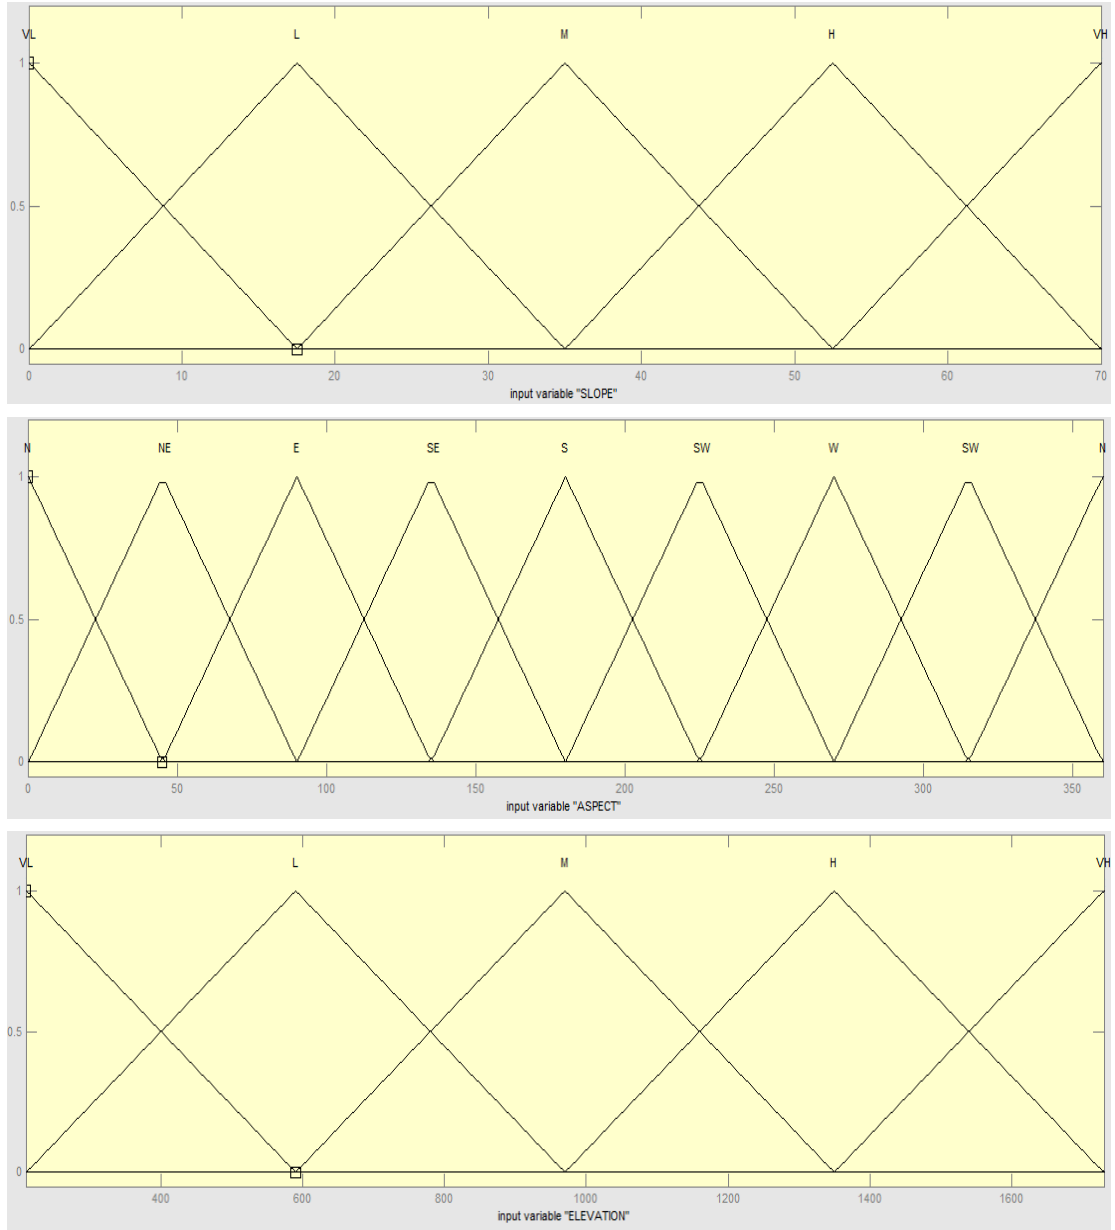 VL L M H VH
1
0.5
0
0 10 20 30 40 50 60 70
input variable "SLOPE"
N NE E SE S SW W SW N
1
0.5
0
0 50 100 150 200 250 300 350
input variable "ASPECT"
VL L M H VH
1
0.5
0
400 600 800 1000 1200 1400 1600
input variable "ELEVATION"